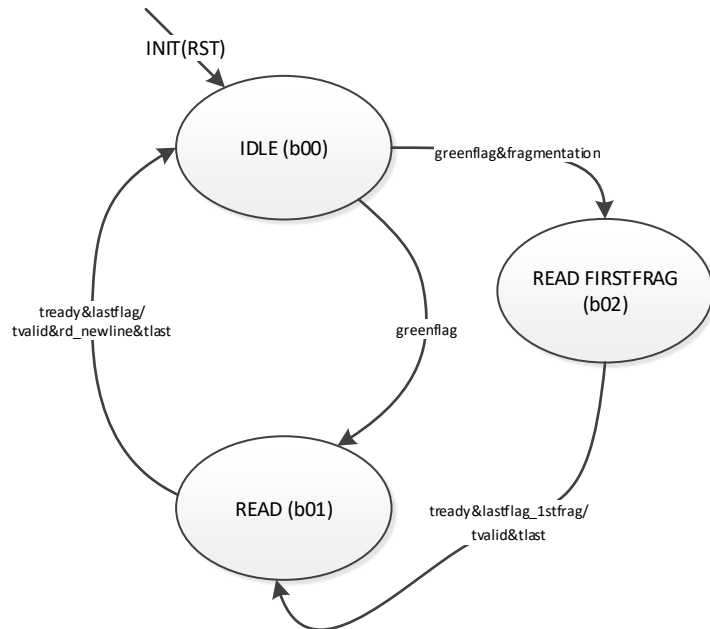 INIT(RST)
IDLE (b00)
greenflag&fragmentation
READ FIRSTFRAG
(b02)
tready&lastflag/
tvalid&rd_newline&tlast
greenflag
READ (b01)
tready&lastflag_1stfrag/
tvalid&tlast